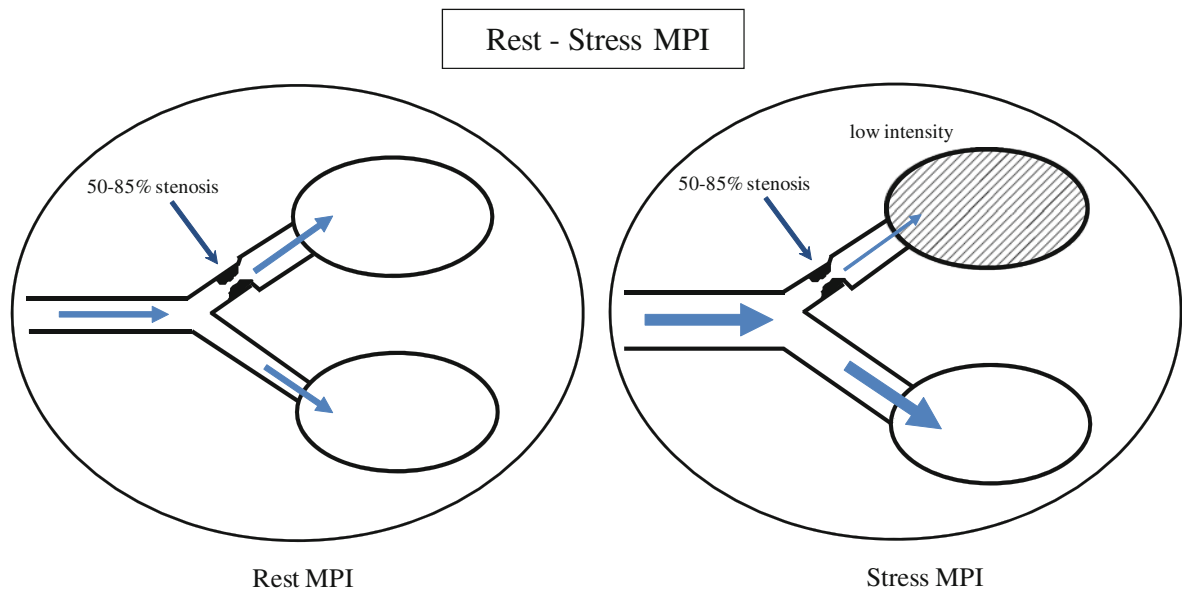 Rest - Stress MPI
50-85% stenosis
low intensity
50-85% stenosis
Rest MPI
Stress MPI